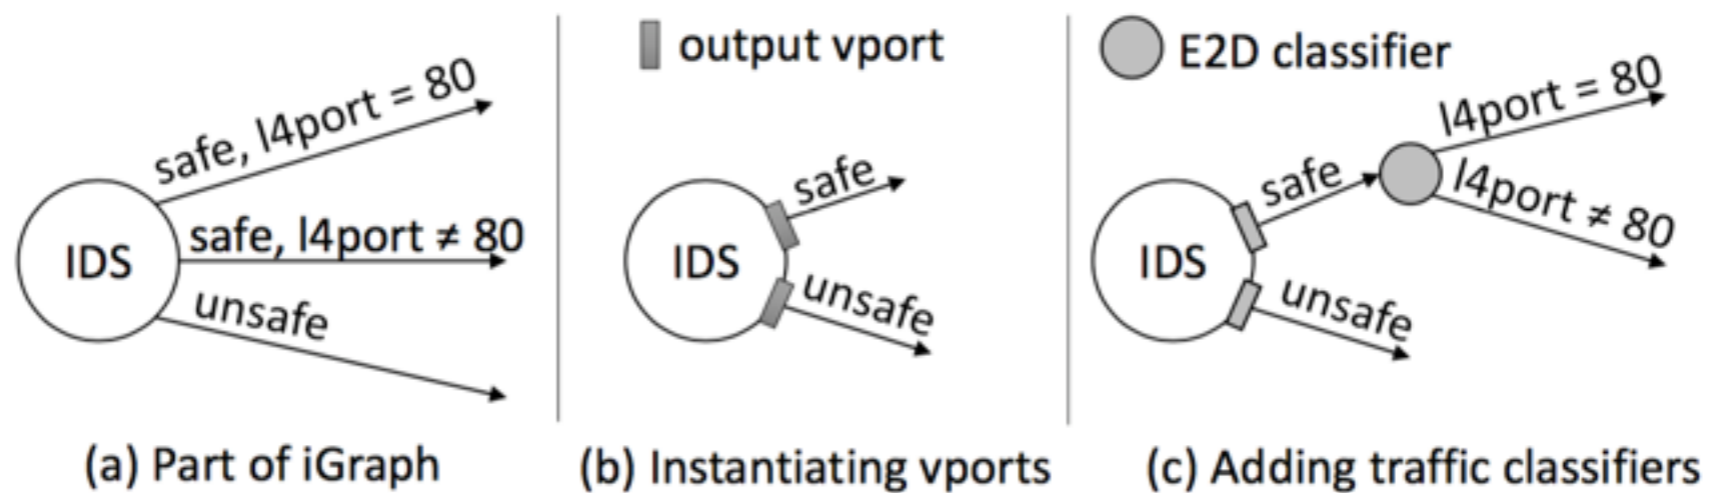 safe, l4port = 80
safe, l4port ≠ 80
IDS
unsafe
(a) Part of iGraph
output vport
safe
IDS
unsafe
(b) Instantiating vports
E2D classifier
l4port = 80
safe
l4port ≠ 80
IDS
unsafe
(c) Adding traffic classifiers